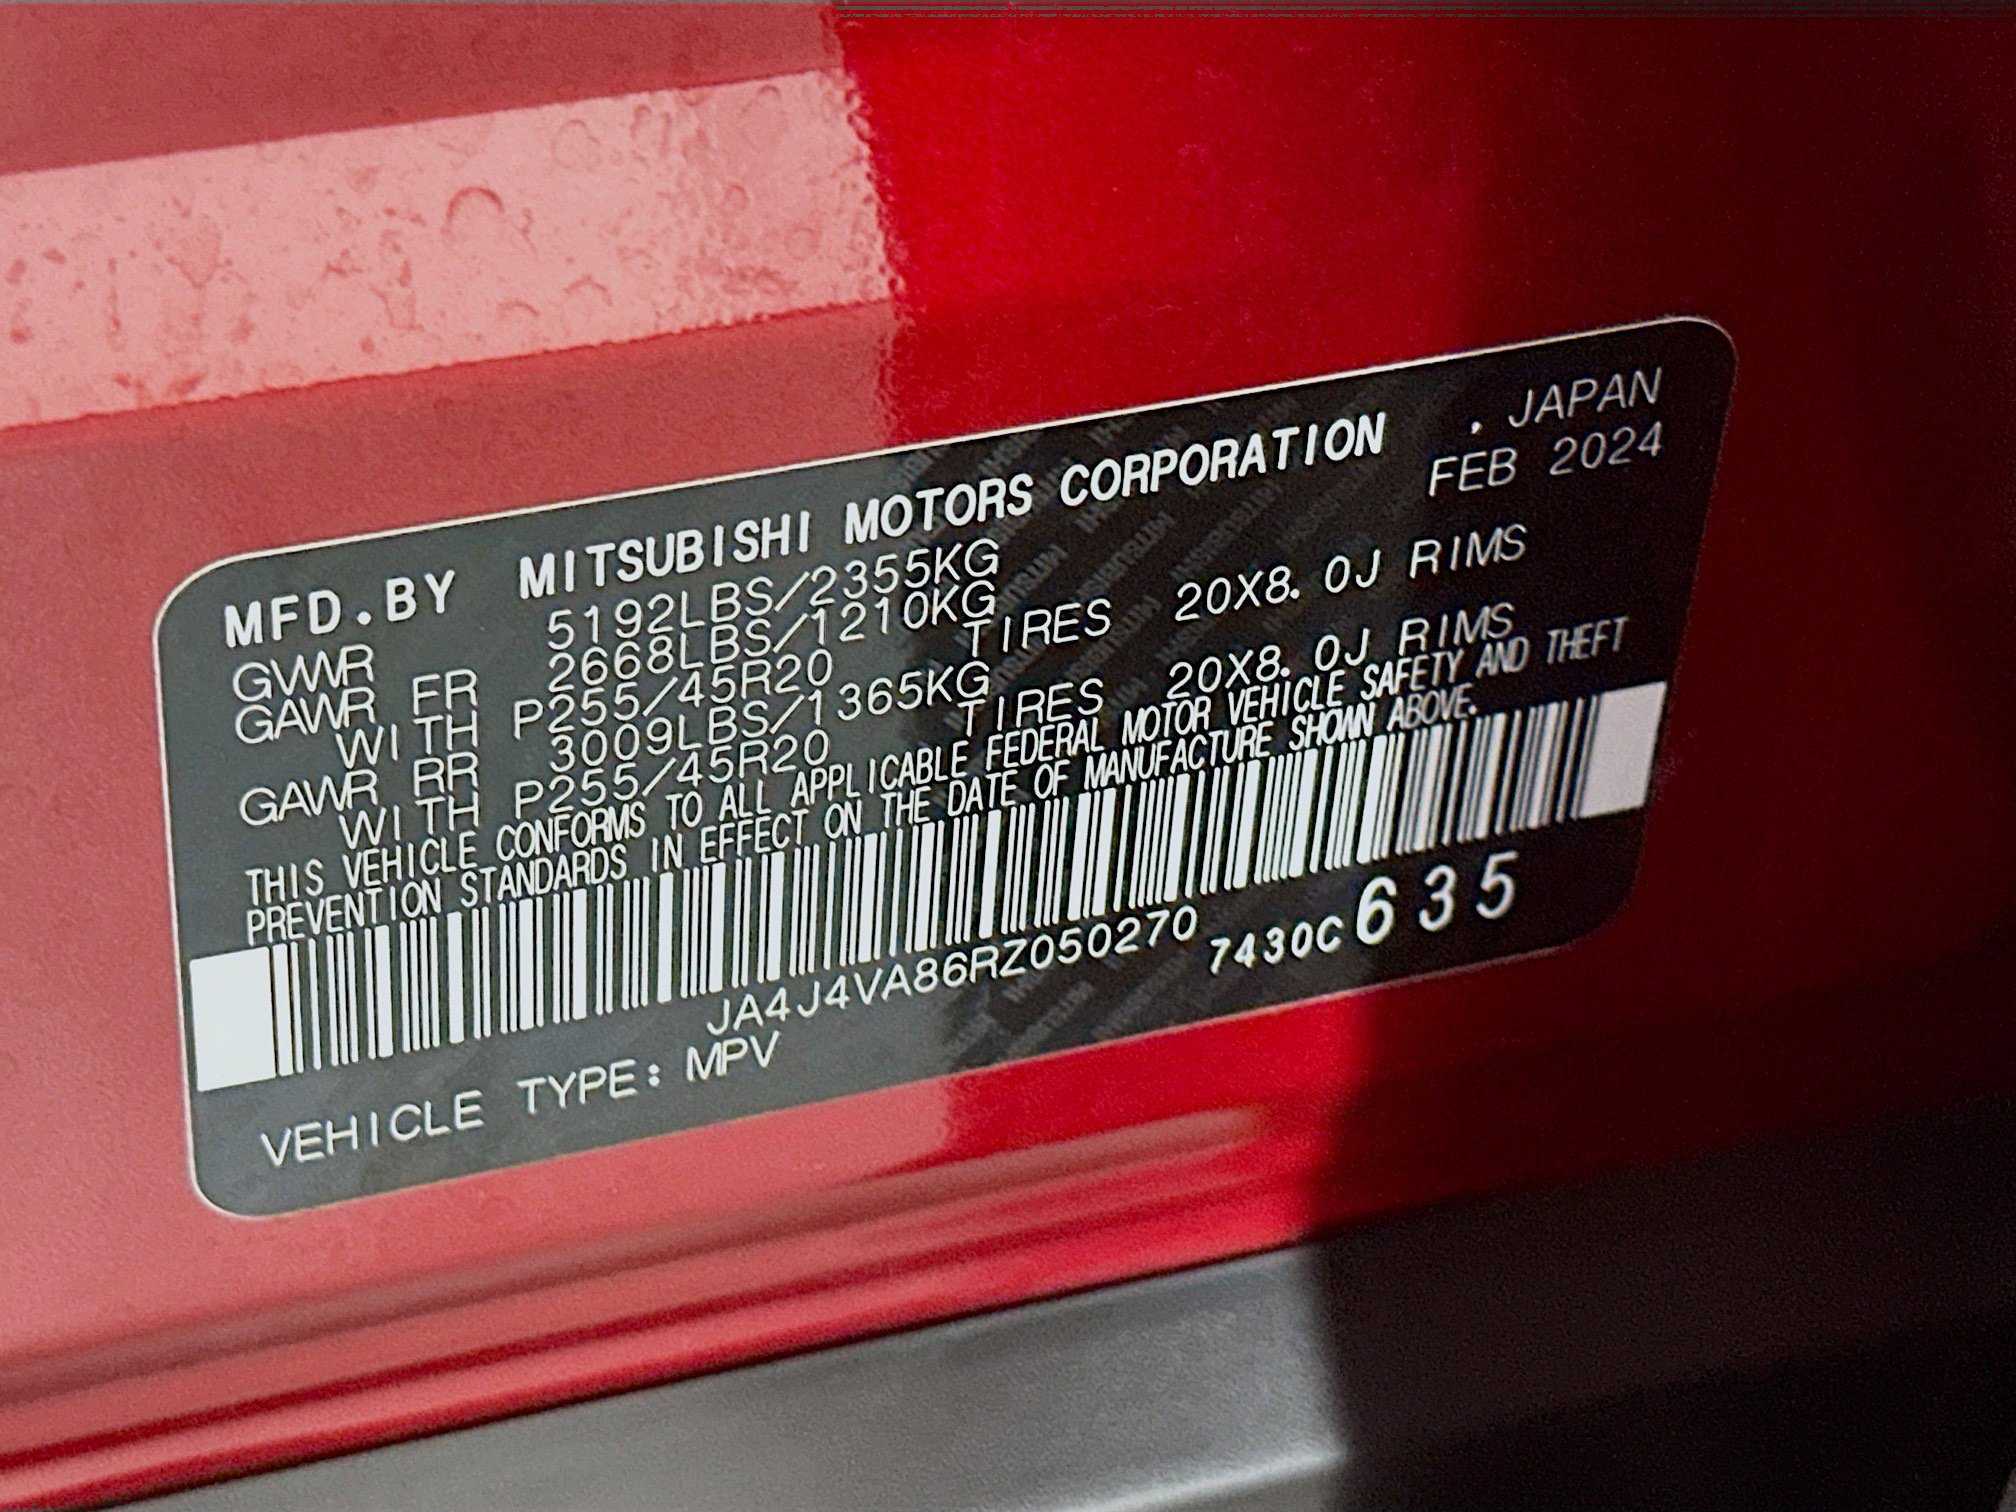 MFD.BY MITSUBISHI MOTORS CORPORATION . JAPAN
GVWR 5192LBS/2355KG FEB 2024
GAWR FR 2668LBS/1210KG
WITH P255/45R20 TIRES 20X8.0J RIMS
GAWR RR 3009LBS/1365KG
WITH P255/45R20 TIRES 20X8.0J RIMS
THIS VEHICLE CONFORMS TO ALL APPLICABLE FEDERAL MOTOR VEHICLE SAFETY AND THEFT
PREVENTION STANDARDS IN EFFECT ON THE DATE OF MANUFACTURE SHOWN ABOVE.
JA4J4VA86RZ050270 7430C 635
VEHICLE TYPE: MPV